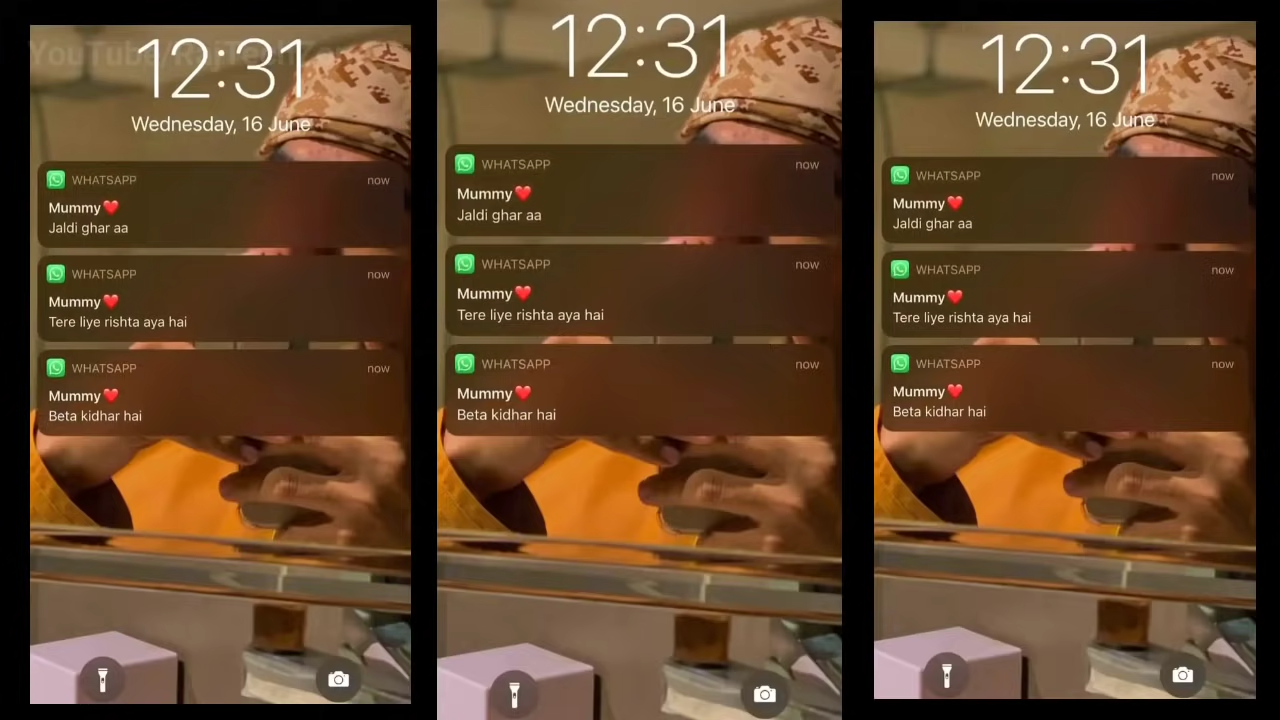 YouTube/RajTechZone
12:31
Wednesday, 16 June
WHATSAPP now
Mummy❤️
Jaldi ghar aa
WHATSAPP now
Mummy❤️
Tere liye rishta aya hai
WHATSAPP now
Mummy❤️
Beta kidhar hai
12:31
Wednesday, 16 June
WHATSAPP now
Mummy❤️
Jaldi ghar aa
WHATSAPP now
Mummy❤️
Tere liye rishta aya hai
WHATSAPP now
Mummy❤️
Beta kidhar hai
12:31
Wednesday, 16 June
WHATSAPP now
Mummy❤️
Jaldi ghar aa
WHATSAPP now
Mummy❤️
Tere liye rishta aya hai
WHATSAPP now
Mummy❤️
Beta kidhar hai